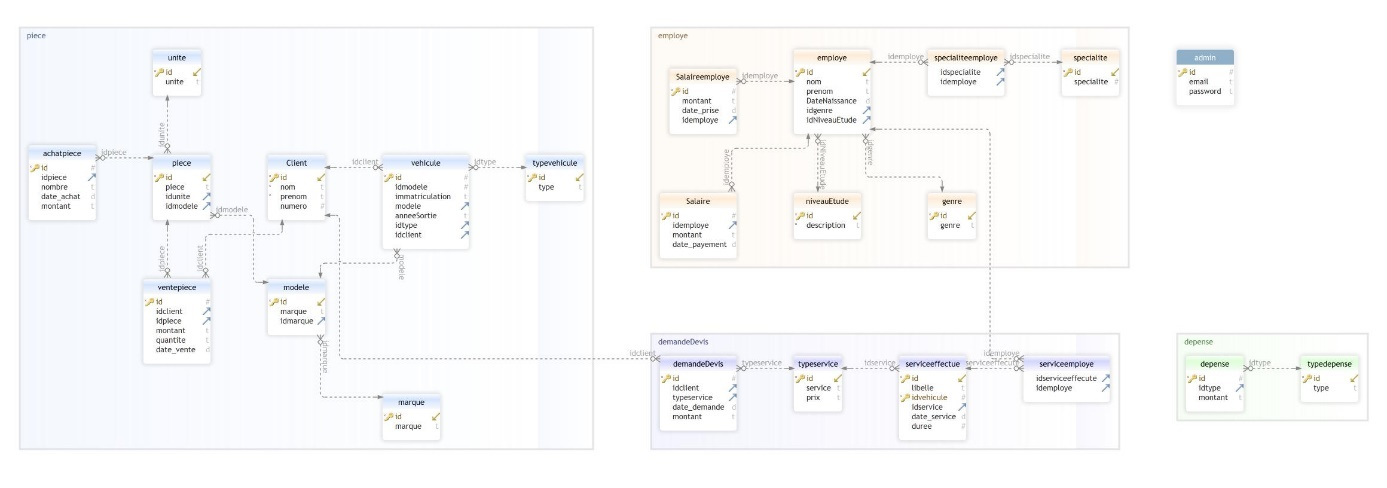 piece
unite
id
unite
idunite
achatpiece
id
idpiece
nombre
date_achat
montant
idpiece
piece
id
piece
idunite
idmodele
idmodele
Client
id
nom
prenom
numero
idclient
vehicule
id
idmodele
immatriculation
modele
anneeSortie
idtype
idclient
idtype
typevehicule
id
type
idpiece
idclient
modele
ventepiece
id
idclient
idpiece
montant
quantite
date_vente
modele
id
marque
idmarque
idmarque
marque
id
marque
employe
Salaireemploye
id
montant
date_prise
idemploye
idemploye
employe
id
nom
prenom
DateNaissance
idgenre
idNiveauEtude
idemploye
specialiteemploye
idspecialite
idemploye
idspecialite
specialite
id
specialite
idemploye
idNiveauEtude
idgenre
Salaire
id
idemploye
montant
date_payement
niveauEtude
id
description
genre
id
genre
admin
id
email
password
demandeDevis
idclient
demandeDevis
id
idclient
typeservice
date_demande
montant
typeservice
typeservice
id
service
prix
idservice
serviceeffectue
id
libelle
idvehicule
idservice
date_service
duree
idemploye
serviceeffectue
serviceemploye
idserviceeffecute
idemploye
depense
depense
id
idtype
montant
idtype
typedepense
id
type